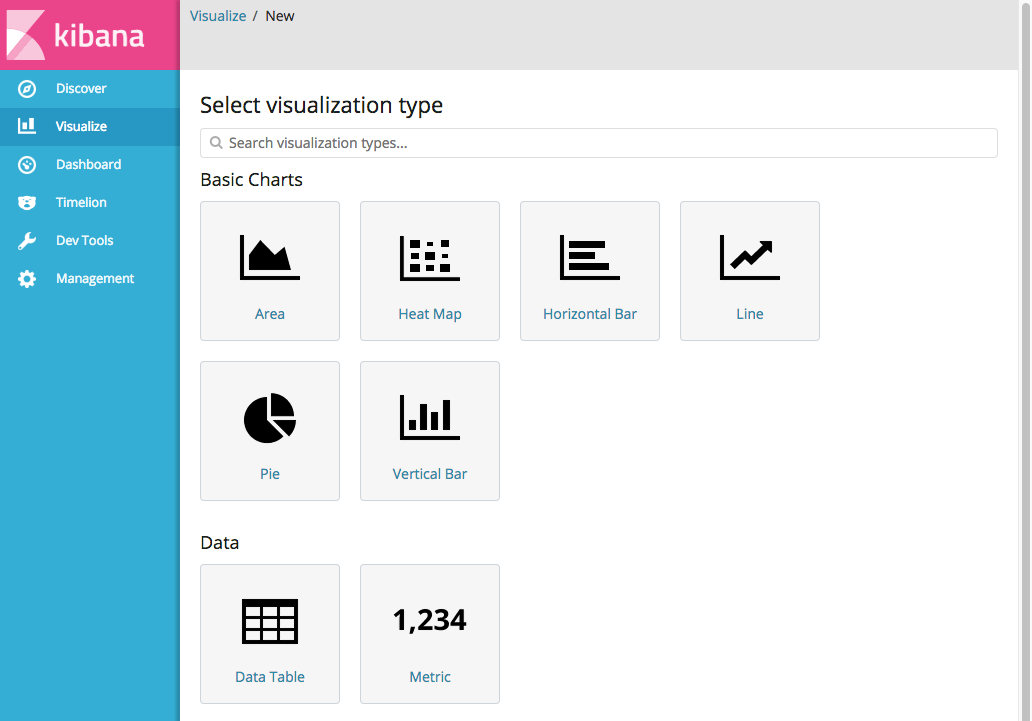 kibana
Discover
Visualize
Dashboard
Timelion
Dev Tools
Management
Visualize / New
Select visualization type
Search visualization types...
Basic Charts
Area
Heat Map
Horizontal Bar
Line
Pie
Vertical Bar
Data
1,234
Data Table
Metric